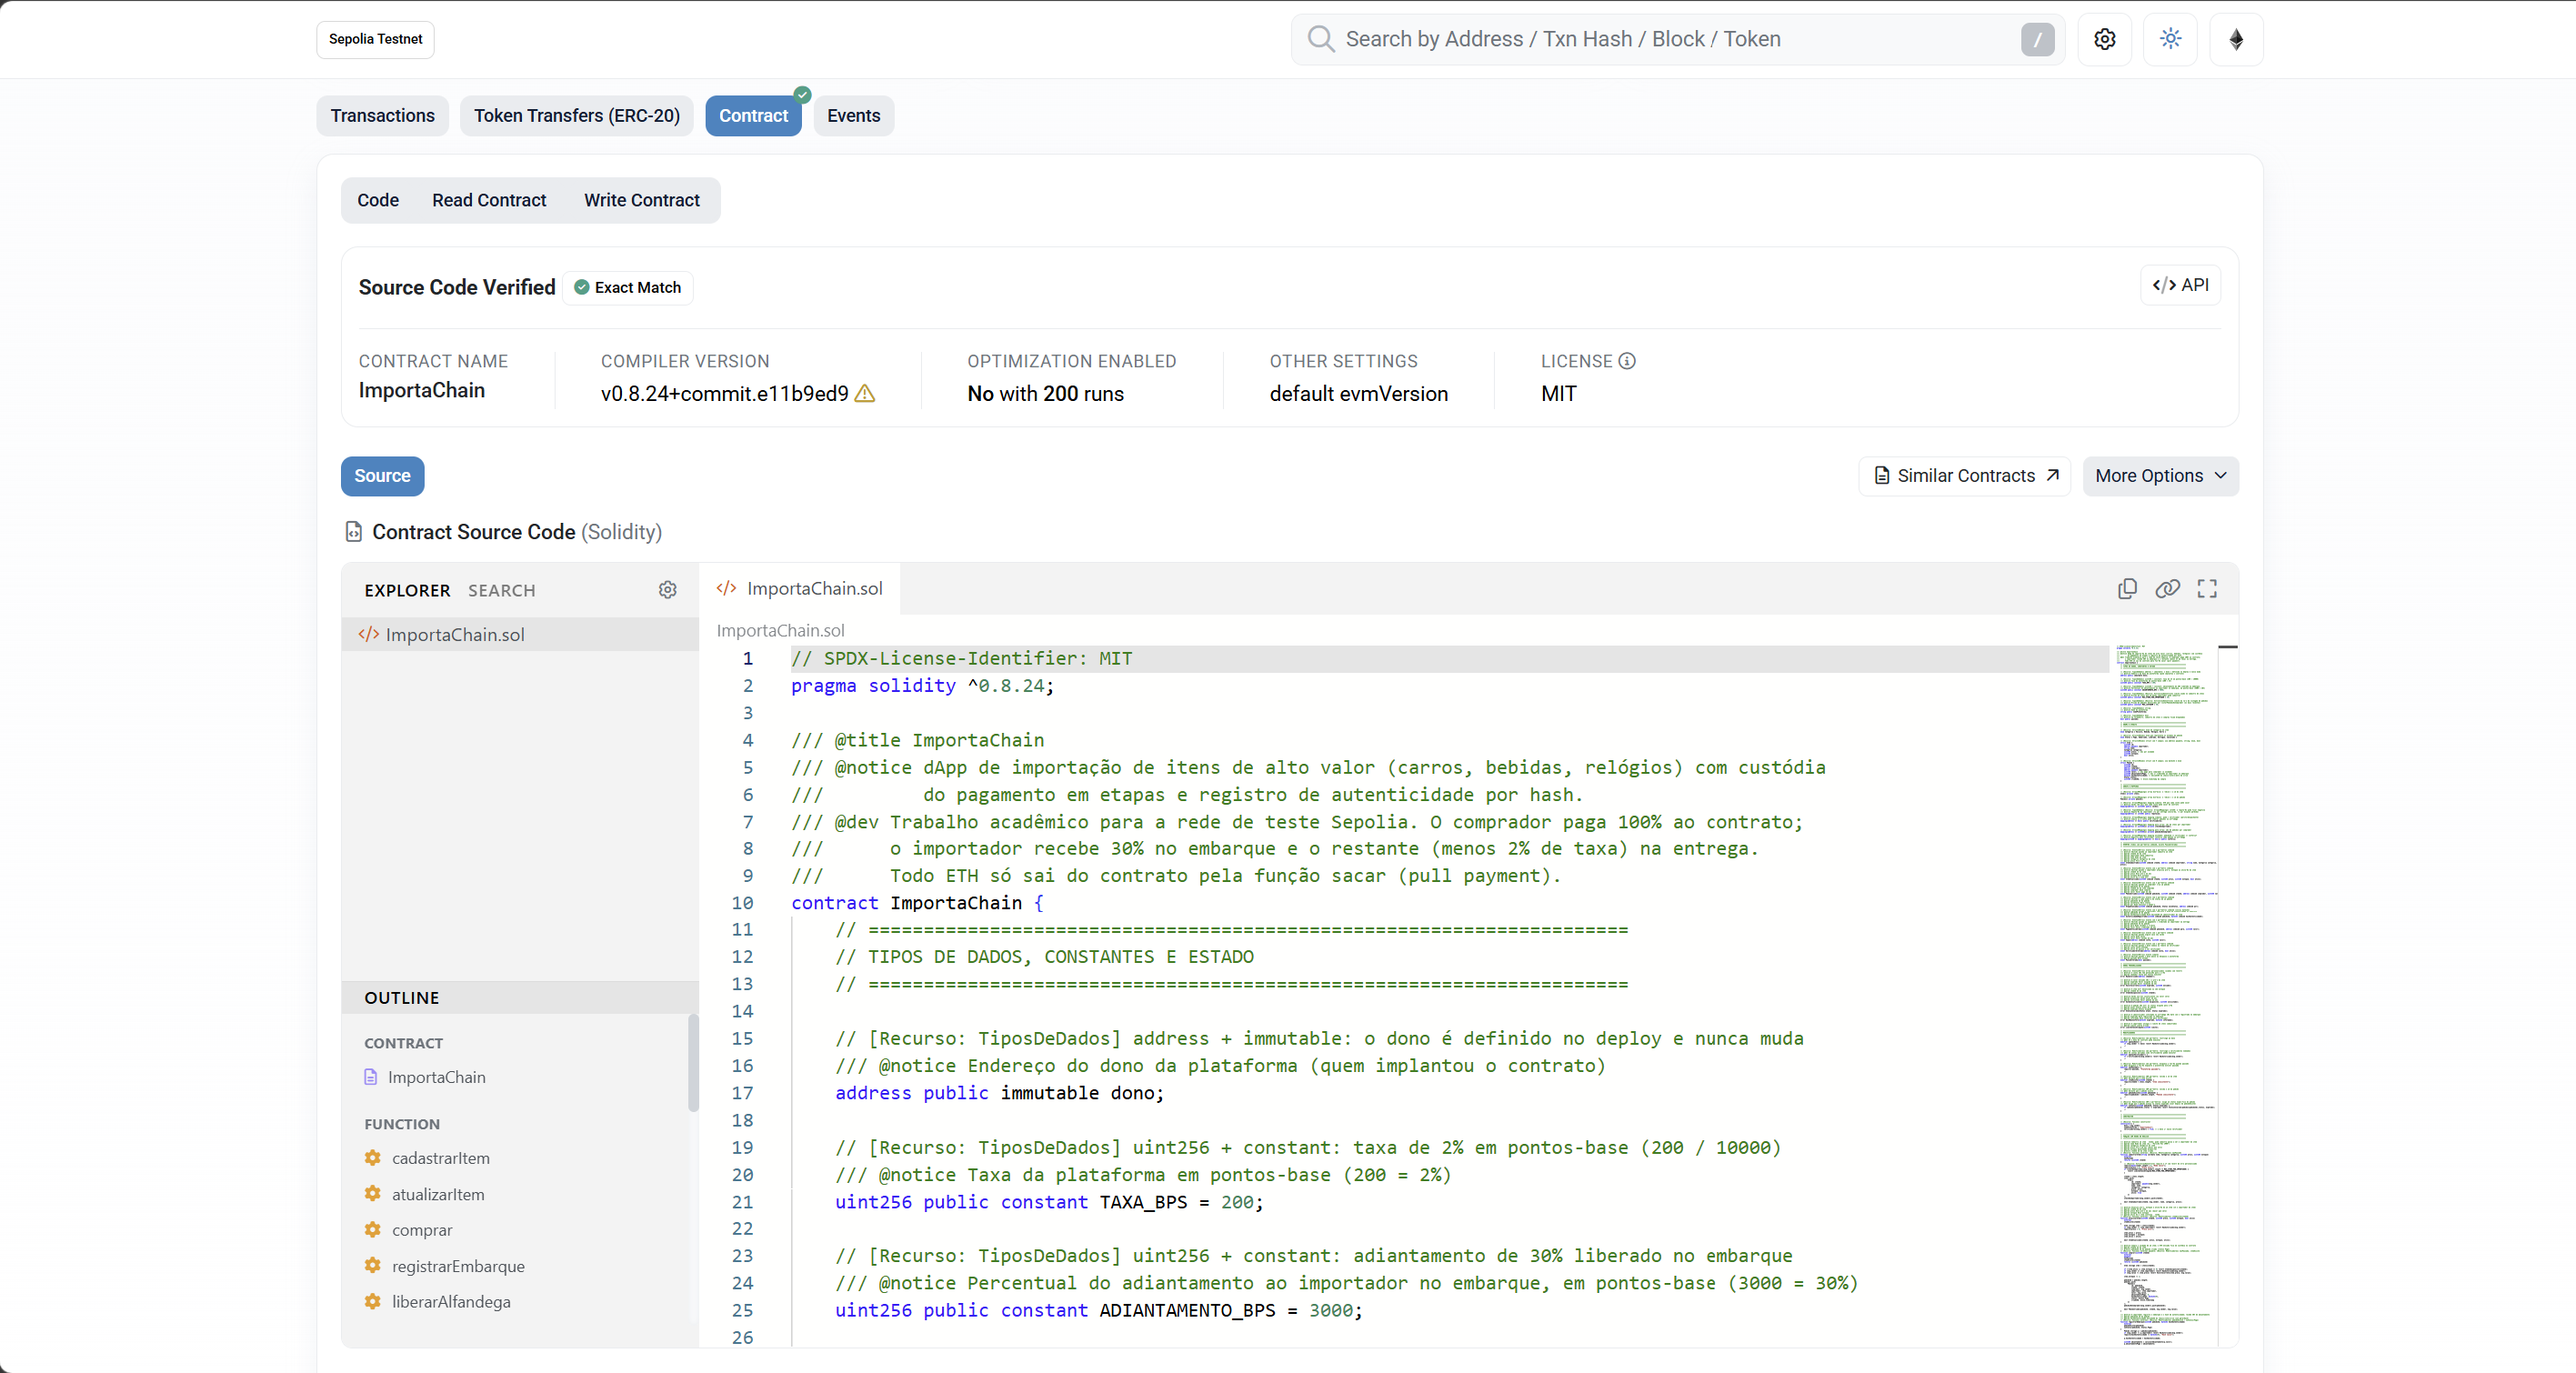 Sepolia Testnet
Search by Address / Txn Hash / Block / Token
/
Transactions
Token Transfers (ERC-20)
Contract
Events
Code
Read Contract
Write Contract
Source Code Verified
Exact Match
</> API
CONTRACT NAME
ImportaChain
COMPILER VERSION
v0.8.24+commit.e11b9ed9
OPTIMIZATION ENABLED
No with 200 runs
OTHER SETTINGS
default evmVersion
LICENSE
MIT
Source
Similar Contracts
More Options
Contract Source Code (Solidity)
EXPLORER
SEARCH
</> ImportaChain.sol
OUTLINE
CONTRACT
ImportaChain
FUNCTION
cadastrarItem
atualizarItem
comprar
registrarEmbarque
liberarAlfandega
</> ImportaChain.sol
ImportaChain.sol
1 // SPDX-License-Identifier: MIT
2 pragma solidity ^0.8.24;
3
4 /// @title ImportaChain
5 /// @notice dApp de importação de itens de alto valor (carros, bebidas, relógios) com custódia
6 /// do pagamento em etapas e registro de autenticidade por hash.
7 /// @dev Trabalho acadêmico para a rede de teste Sepolia. O comprador paga 100% ao contrato;
8 /// o importador recebe 30% no embarque e o restante (menos 2% de taxa) na entrega.
9 /// Todo ETH só sai do contrato pela função sacar (pull payment).
10 contract ImportaChain {
11 // =====================================================================
12 // TIPOS DE DADOS, CONSTANTES E ESTADO
13 // =====================================================================
14
15 // [Recurso: TiposDeDados] address + immutable: o dono é definido no deploy e nunca muda
16 /// @notice Endereço do dono da plataforma (quem implantou o contrato)
17 address public immutable dono;
18
19 // [Recurso: TiposDeDados] uint256 + constant: taxa de 2% em pontos-base (200 / 10000)
20 /// @notice Taxa da plataforma em pontos-base (200 = 2%)
21 uint256 public constant TAXA_BPS = 200;
22
23 // [Recurso: TiposDeDados] uint256 + constant: adiantamento de 30% liberado no embarque
24 /// @notice Percentual do adiantamento ao importador no embarque, em pontos-base (3000 = 30%)
25 uint256 public constant ADIANTAMENTO_BPS = 3000;
26